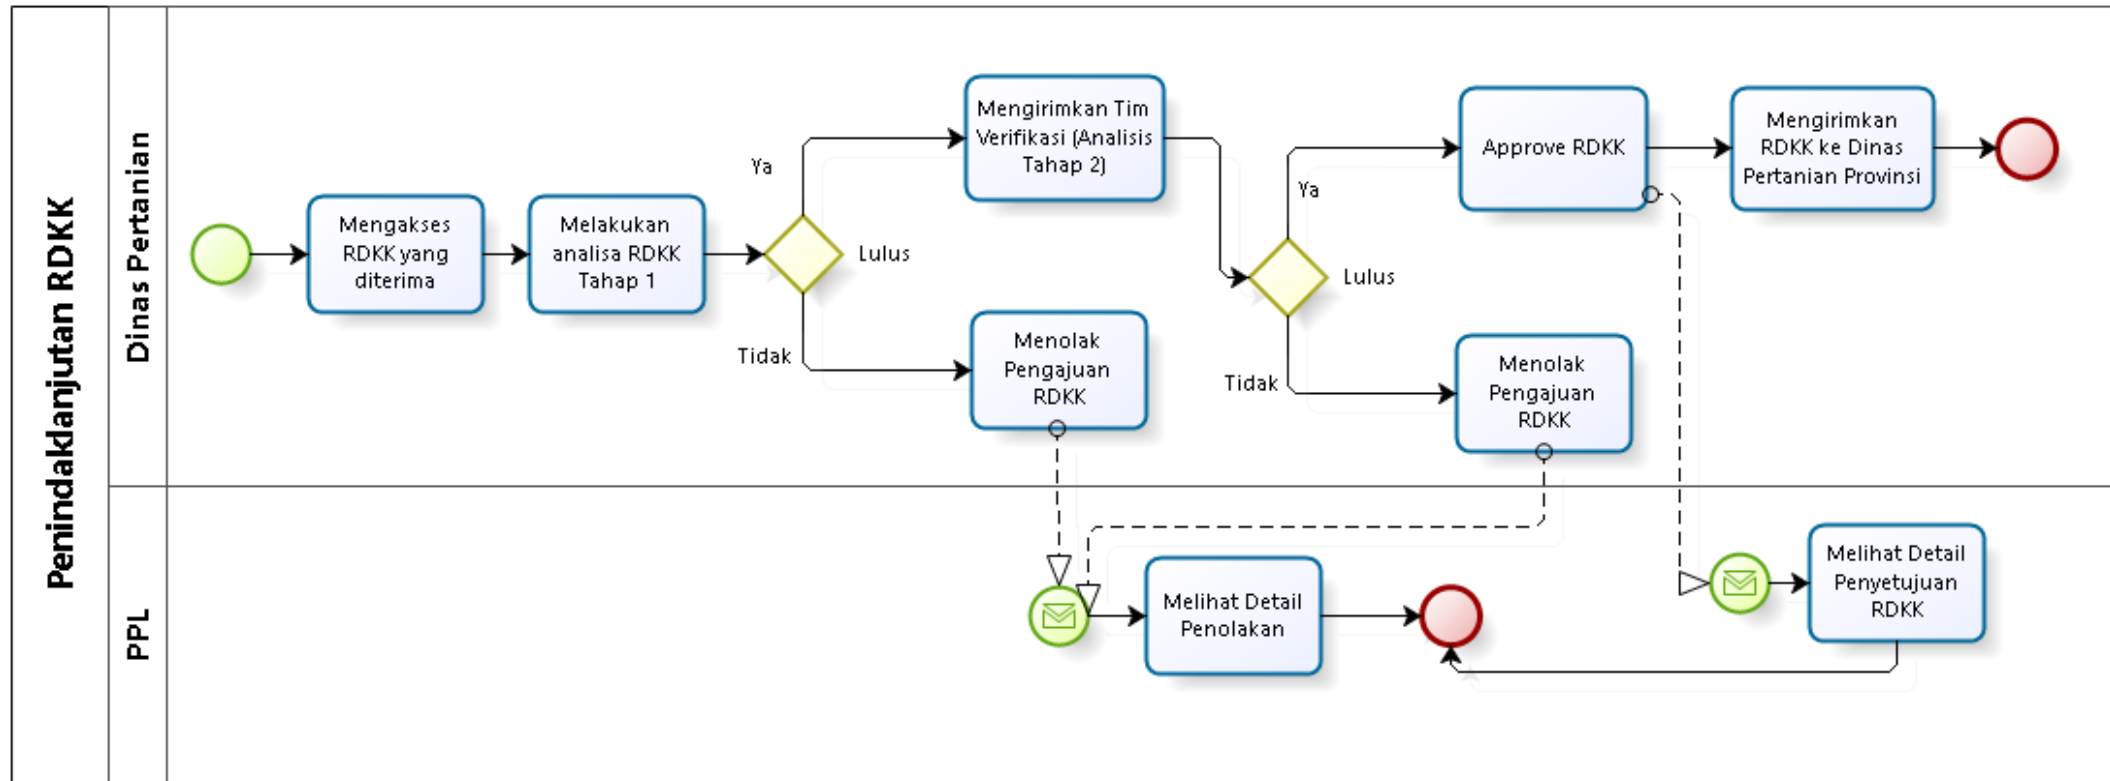 Penindakdanjutan RDKK
Dinas Pertanian
Mengakses
RDKK yang
diterima
Melakukan
analisa RDKK
Tahap 1
Lulus
Ya
Mengirimkan Tim
Verifikasi (Analisis
Tahap 2)
Tidak
Menolak
Pengajuan
RDKK
Lulus
Ya
Approve RDKK
Mengirimkan
RDKK ke Dinas
Pertanian Provinsi
Tidak
Menolak
Pengajuan
RDKK
PPL
Melihat Detail
Penolakan
Melihat Detail
Penyetujuan
RDKK